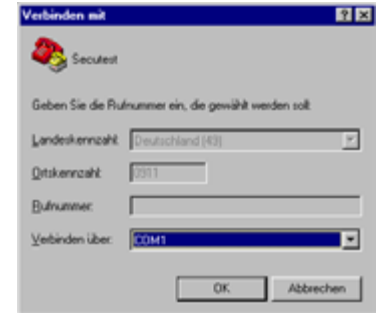 Verbinden mit
Secutest
Geben Sie die Rufnummer ein, die gewählt werden soll:
Landeskennzahl: Deutschland (49)
Ortskennzahl: 0911
Rufnummer:
Verbinden über: COM1
OK Abbrechen